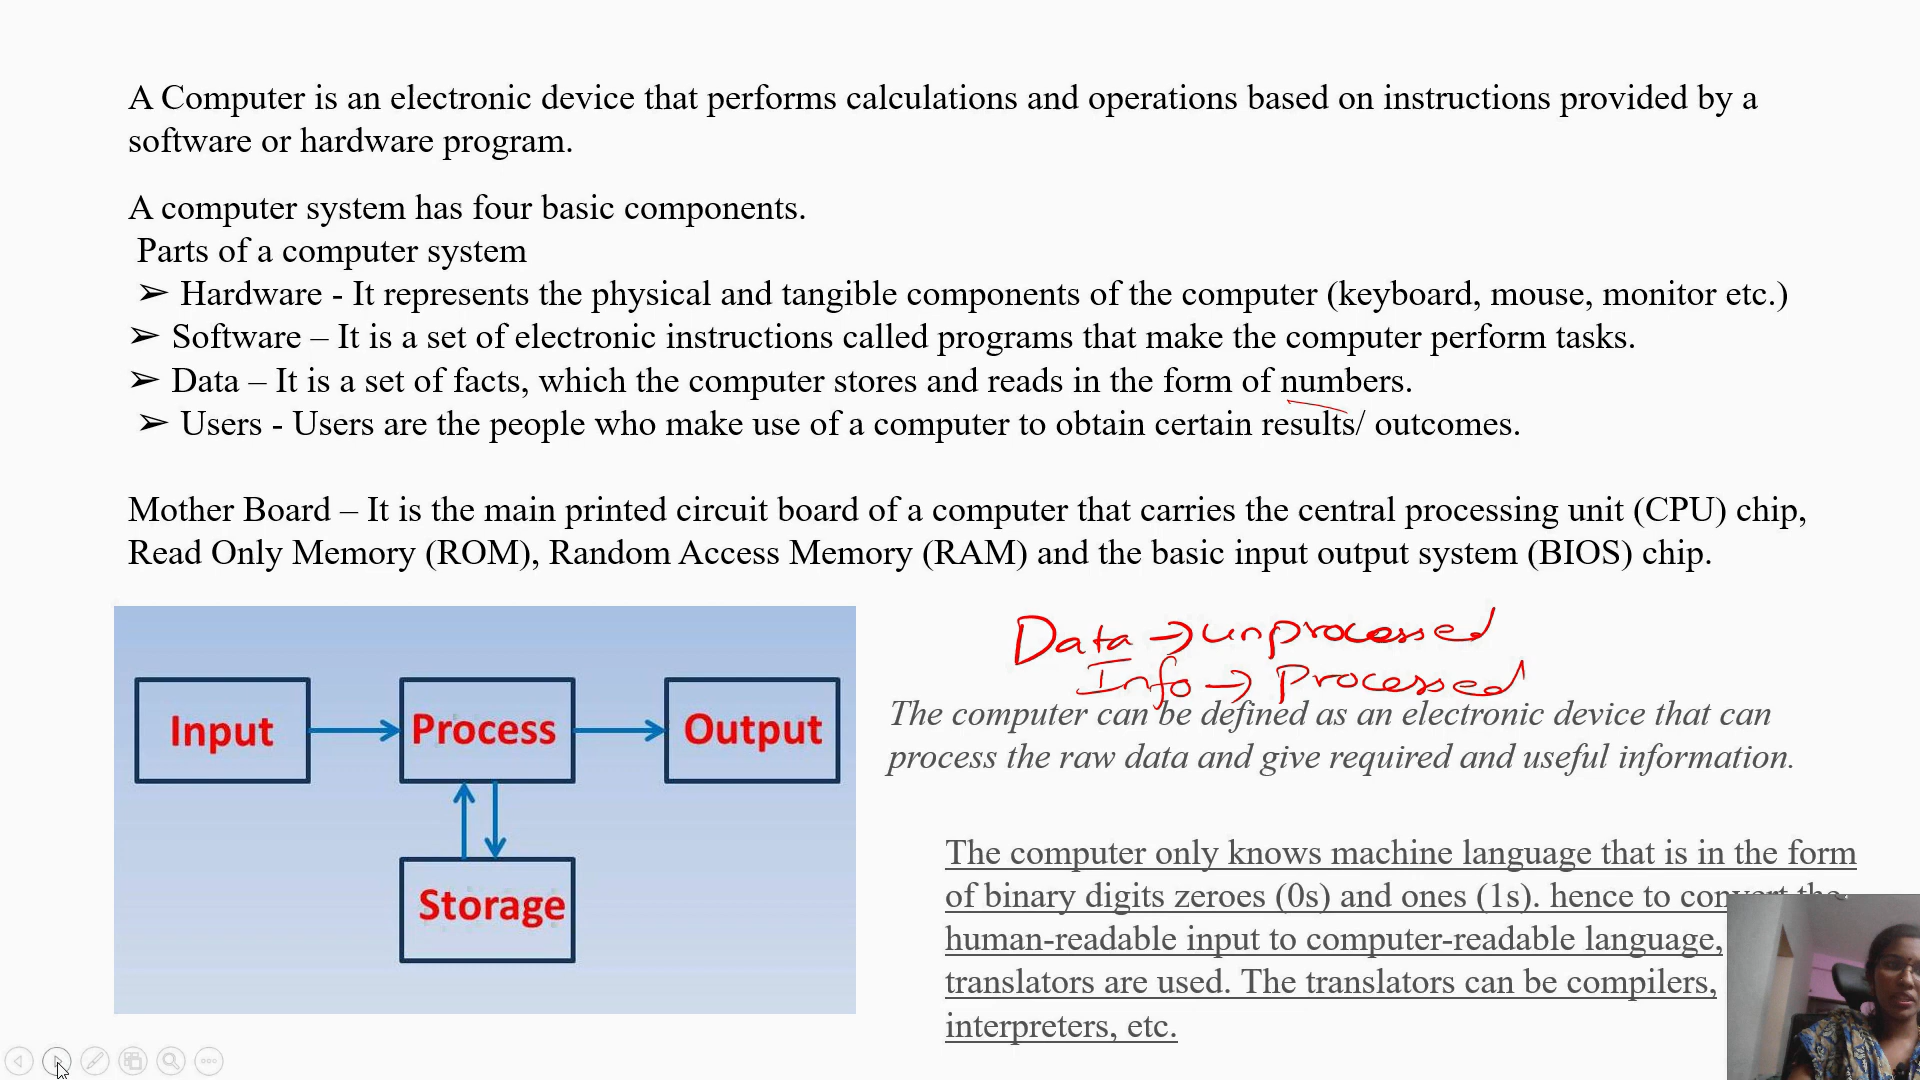 A Computer is an electronic device that performs calculations and operations based on instructions provided by a
software or hardware program.
A computer system has four basic components.
Parts of a computer system
➢ Hardware - It represents the physical and tangible components of the computer (keyboard, mouse, monitor etc.)
➢ Software – It is a set of electronic instructions called programs that make the computer perform tasks.
➢ Data – It is a set of facts, which the computer stores and reads in the form of numbers.
➢ Users - Users are the people who make use of a computer to obtain certain results/ outcomes.
Mother Board – It is the main printed circuit board of a computer that carries the central processing unit (CPU) chip,
Read Only Memory (ROM), Random Access Memory (RAM) and the basic input output system (BIOS) chip.
Input
Process
Output
Storage
Data → unprocessed
Info → Processed
The computer can be defined as an electronic device that can
process the raw data and give required and useful information.
The computer only knows machine language that is in the form
of binary digits zeroes (0s) and ones (1s). hence to convert the
human-readable input to computer-readable language,
translators are used. The translators can be compilers,
interpreters, etc.